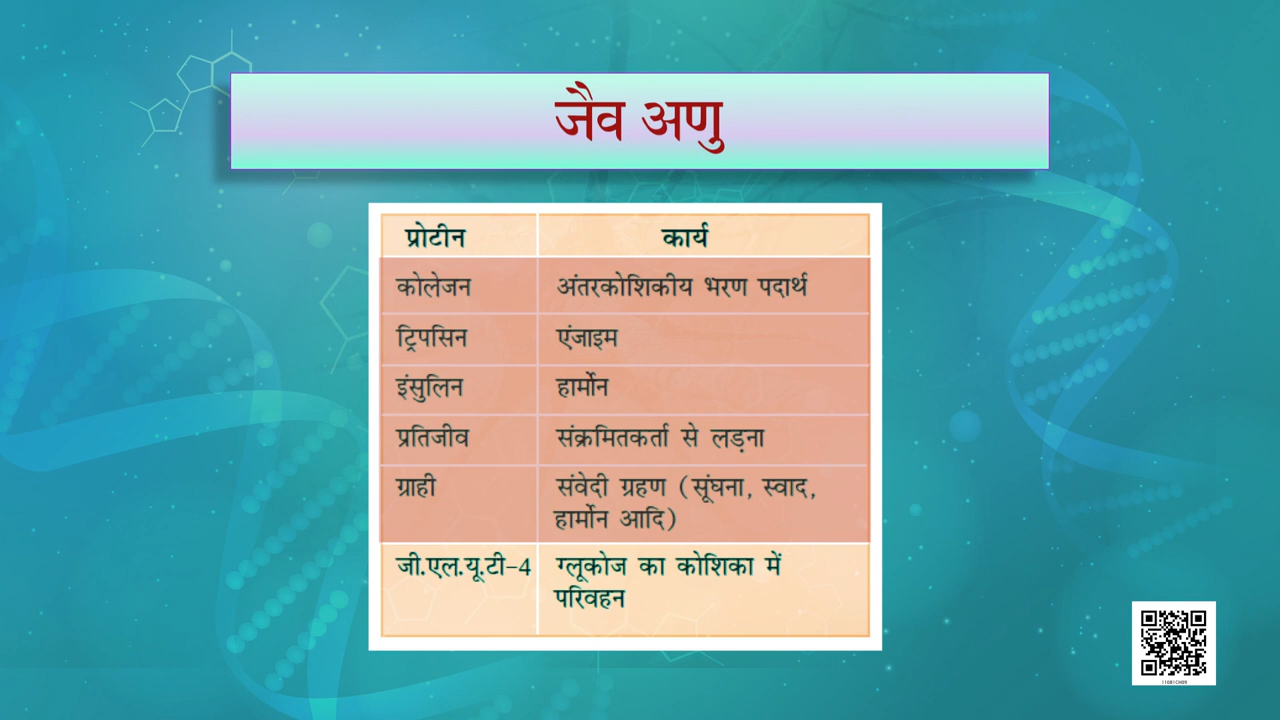 जैव अणु
प्रोटीन कार्य
कोलेजन अंतरकोशिकीय भरण पदार्थ
ट्रिपसिन एंजाइम
इंसुलिन हार्मोन
प्रतिजीव संक्रमितकर्ता से लड़ना
ग्राही संवेदी ग्रहण (सूंघना, स्वाद,
हार्मोन आदि)
जी.एल.यू.टी-4 ग्लूकोज का कोशिका में
परिवहन